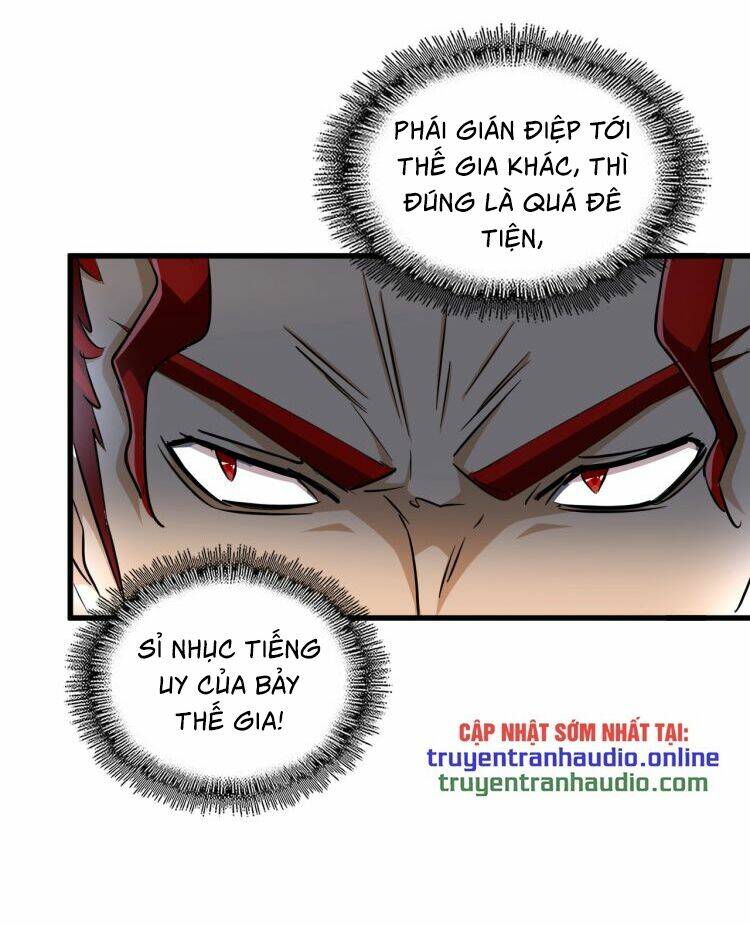 PHÁI GIÁN ĐIỆP TỚI
THẾ GIA KHÁC, THÌ
ĐÚNG LÀ QUÁ ĐÊ
TIỆN,
SỈ NHỤC TIẾNG
UY CỦA BẢY
THẾ GIA!
CẬP NHẬT SỚM NHẤT TẠI:
truyentranhaudio.online
truyentranhaudio.com